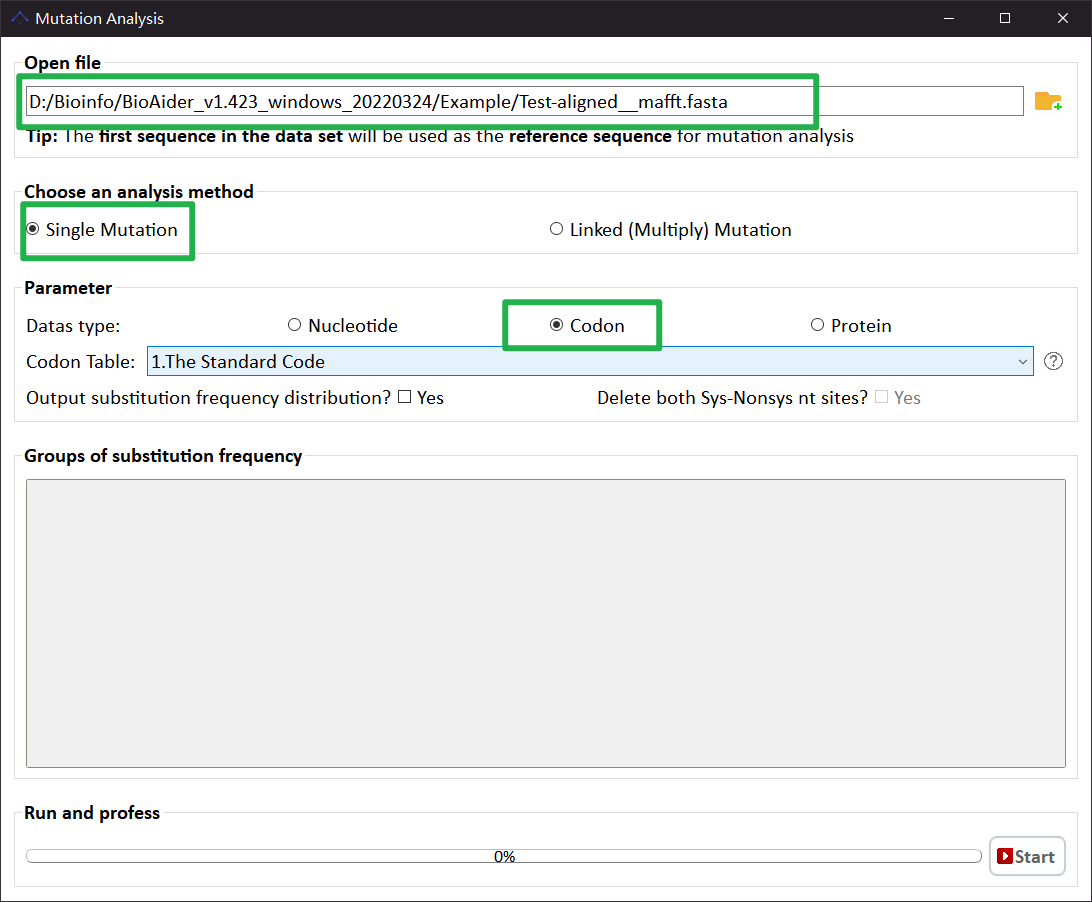 Mutation Analysis
Open file
D:/Bioinfo/BioAider_v1.423_windows_20220324/Example/Test-aligned__mafft.fasta
Tip: The first sequence in the data set will be used as the reference sequence for mutation analysis
Choose an analysis method
Single Mutation Linked (Multiply) Mutation
Parameter
Datas type: Nucleotide Codon Protein
Codon Table: 1.The Standard Code ?
Output substitution frequency distribution? Yes Delete both Sys-Nonsys nt sites? Yes
Groups of substitution frequency
Run and profess
0% Start